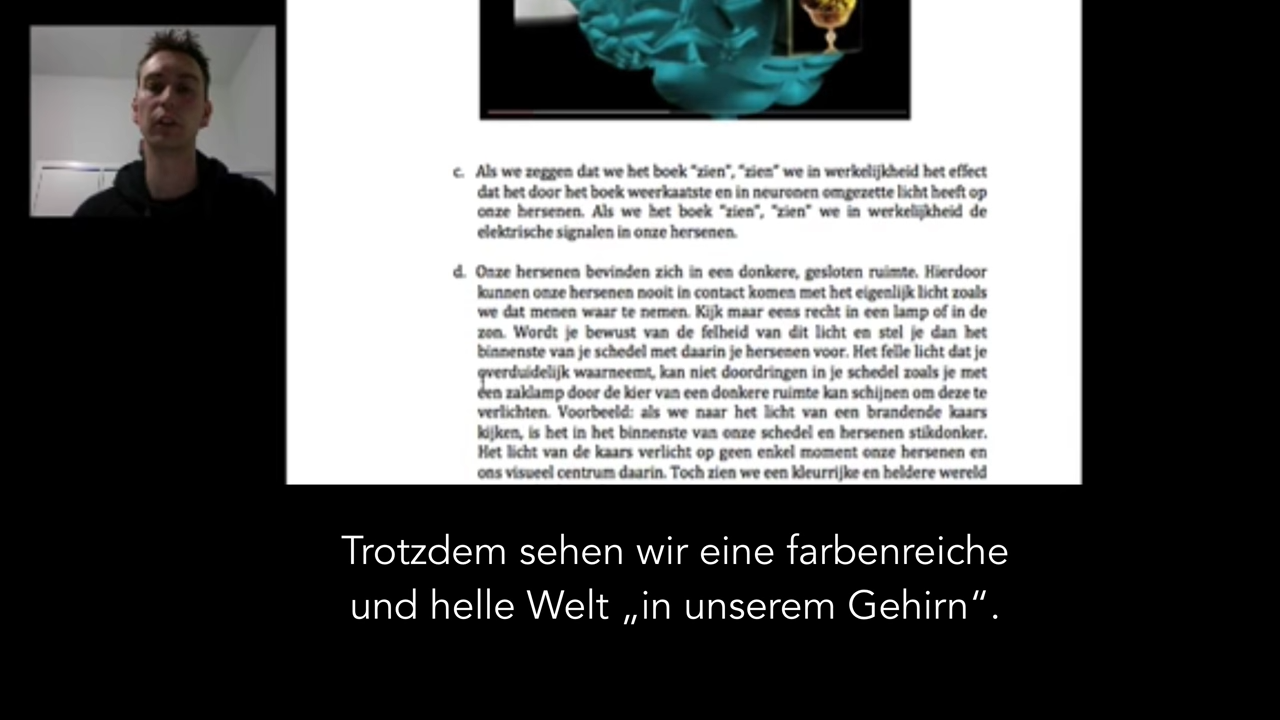 c. Als we zeggen dat we het boek "zien", "zien" we in werkelijkheid het effect
dat het door het boek weerkaatste en in neuronen omgezette licht heeft op
onze hersenen. Als we het boek "zien", "zien" we in werkelijkheid de
elektrische signalen in onze hersenen.
d. Onze hersenen bevinden zich in een donkere, gesloten ruimte. Hierdoor
kunnen onze hersenen nooit in contact komen met het eigenlijk licht zoals
we dat menen waar te nemen. Kijk maar eens recht in een lamp of in de
zon. Wordt je bewust van de felheid van dit licht en stel je dan het
binnenste van je schedel met daarin je hersenen voor. Het felle licht dat je
overduidelijk waarneemt, kan niet doordringen in je schedel zoals je met
een zaklamp door de kier van een donkere ruimte kan schijnen om deze te
verlichten. Voorbeeld: als we naar het licht van een brandende kaars
kijken, is het in het binnenste van onze schedel en hersenen stikdonker.
Het licht van de kaars verlicht op geen enkel moment onze hersenen en
ons visueel centrum daarin. Toch zien we een kleurrijke en heldere wereld
Trotzdem sehen wir eine farbenreiche
und helle Welt „in unserem Gehirn“.